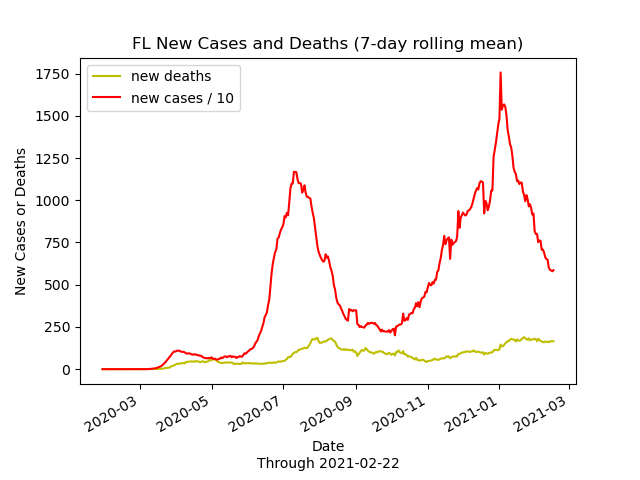 FL New Cases and Deaths (7-day rolling mean)
new deaths
new cases / 10
New Cases or Deaths
1750
1500
1250
1000
750
500
250
0
2020-03
2020-05
2020-07
2020-09
2020-11
2021-01
2021-03
Date
Through 2021-02-22